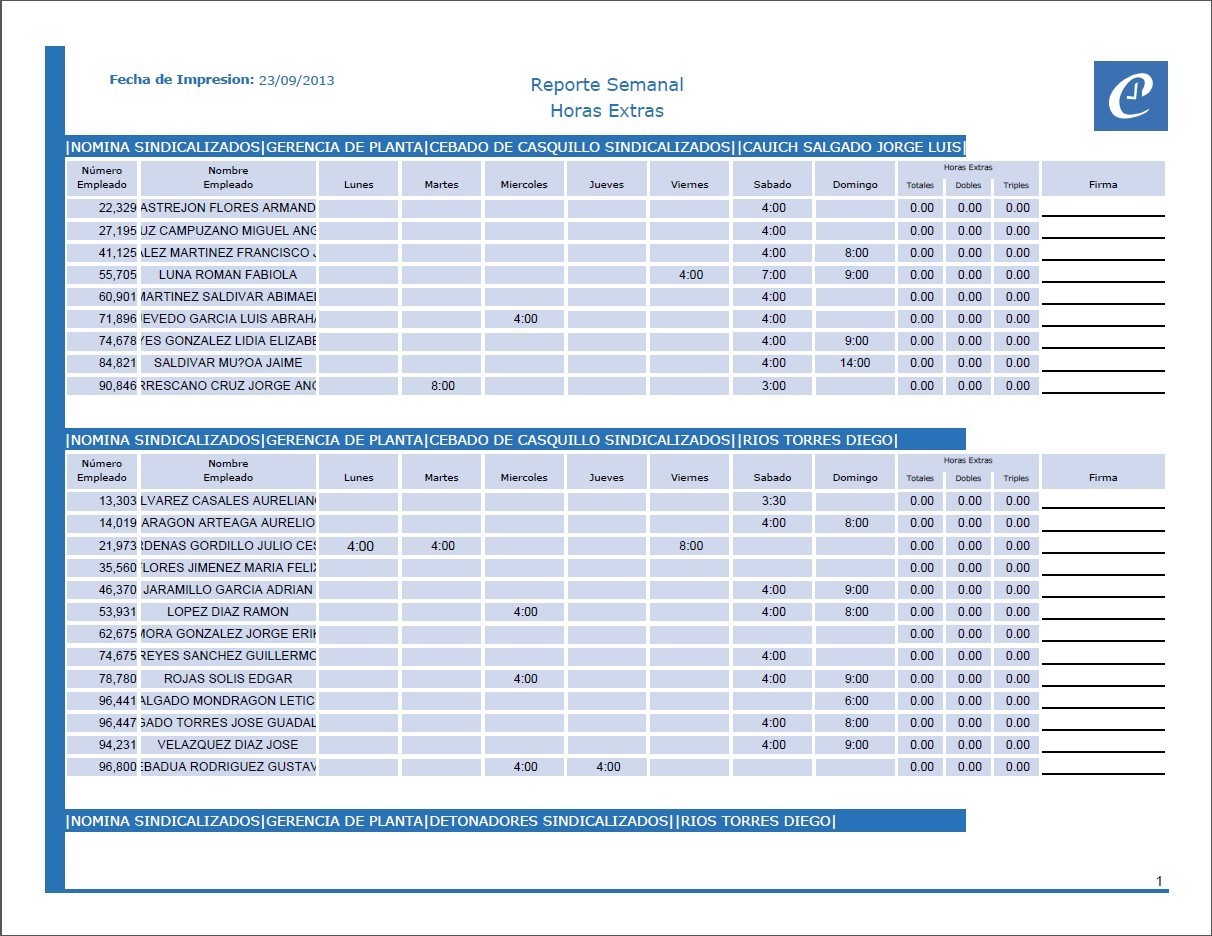 Fecha de Impresion: 23/09/2013
Reporte Semanal
Horas Extras
|NOMINA SINDICALIZADOS|GERENCIA DE PLANTA|CEBADO DE CASQUILLO SINDICALIZADOS||CAUICH SALGADO JORGE LUIS|
Número Empleado Nombre Empleado Lunes Martes Miercoles Jueves Viernes Sabado Domingo Horas Extras Totales Dobles Triples Firma
22,329 ASTREJON FLORES ARMAND 4:00 0.00 0.00 0.00
27,195 UZ CAMPUZANO MIGUEL ANG 4:00 0.00 0.00 0.00
41,125 ALEZ MARTINEZ FRANCISCO J 4:00 8:00 0.00 0.00 0.00
55,705 LUNA ROMAN FABIOLA 4:00 7:00 9:00 0.00 0.00 0.00
60,901 MARTINEZ SALDIVAR ABIMAEL 4:00 0.00 0.00 0.00
71,896 EVEDO GARCIA LUIS ABRAHA 4:00 4:00 0.00 0.00 0.00
74,678 YES GONZALEZ LIDIA ELIZABE 4:00 9:00 0.00 0.00 0.00
84,821 SALDIVAR MU?OA JAIME 4:00 14:00 0.00 0.00 0.00
90,846 RRESCANO CRUZ JORGE ANG 8:00 3:00 0.00 0.00 0.00
|NOMINA SINDICALIZADOS|GERENCIA DE PLANTA|CEBADO DE CASQUILLO SINDICALIZADOS||RIOS TORRES DIEGO|
Número Empleado Nombre Empleado Lunes Martes Miercoles Jueves Viernes Sabado Domingo Horas Extras Totales Dobles Triples Firma
13,303 LVAREZ CASALES AURELIANO 3:30 0.00 0.00 0.00
14,019 ARAGON ARTEAGA AURELIO 4:00 8:00 0.00 0.00 0.00
21,973 RDENAS GORDILLO JULIO CES 4:00 4:00 8:00 0.00 0.00 0.00
35,560 FLORES JIMENEZ MARIA FELIX 0.00 0.00 0.00
46,370 JARAMILLO GARCIA ADRIAN 4:00 9:00 0.00 0.00 0.00
53,931 LOPEZ DIAZ RAMON 4:00 4:00 8:00 0.00 0.00 0.00
62,675 MORA GONZALEZ JORGE ERIK 0.00 0.00 0.00
74,675 REYES SANCHEZ GUILLERMO 4:00 0.00 0.00 0.00
78,780 ROJAS SOLIS EDGAR 4:00 4:00 9:00 0.00 0.00 0.00
96,441 ALGADO MONDRAGON LETIC 6:00 0.00 0.00 0.00
96,447 GADO TORRES JOSE GUADAL 4:00 8:00 0.00 0.00 0.00
94,231 VELAZQUEZ DIAZ JOSE 4:00 9:00 0.00 0.00 0.00
96,800 EBADUA RODRIGUEZ GUSTAV 4:00 4:00 0.00 0.00 0.00
|NOMINA SINDICALIZADOS|GERENCIA DE PLANTA|DETONADORES SINDICALIZADOS||RIOS TORRES DIEGO|
1